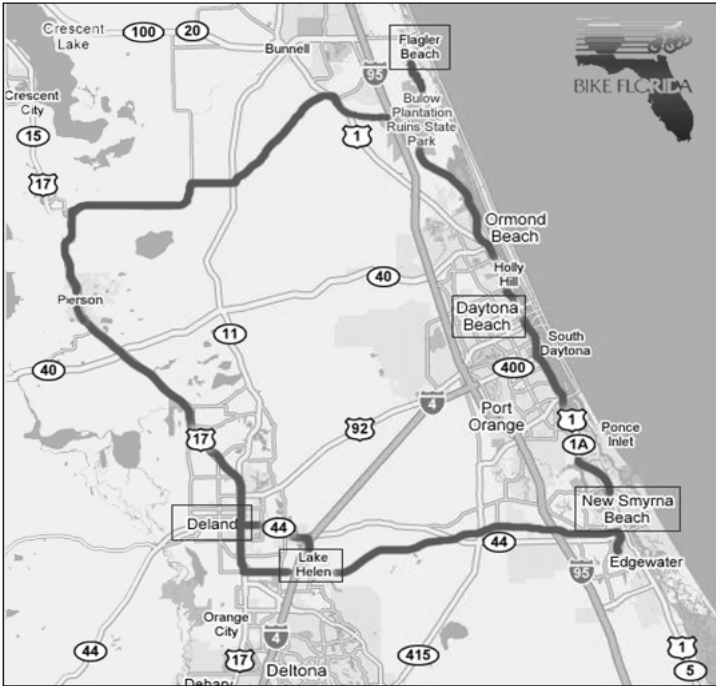 Crescent
Lake
100
20
Bunnell
Flagler
Beach
95
BIKE FLORIDA
Crescent
City
15
17
Bulow
Plantation
Ruins State
Park
1
Ormond
Beach
Holly
Hill
40
Pierson
Daytona
Beach
11
South
Daytona
40
400
4
92
17
Port
Orange
1
1A
Ponce
Inlet
New Smyrna
Beach
Deland
44
44
Lake
Helen
Edgewater
95
Orange
City
4
44
17
415
1
5
Deltona
Debary